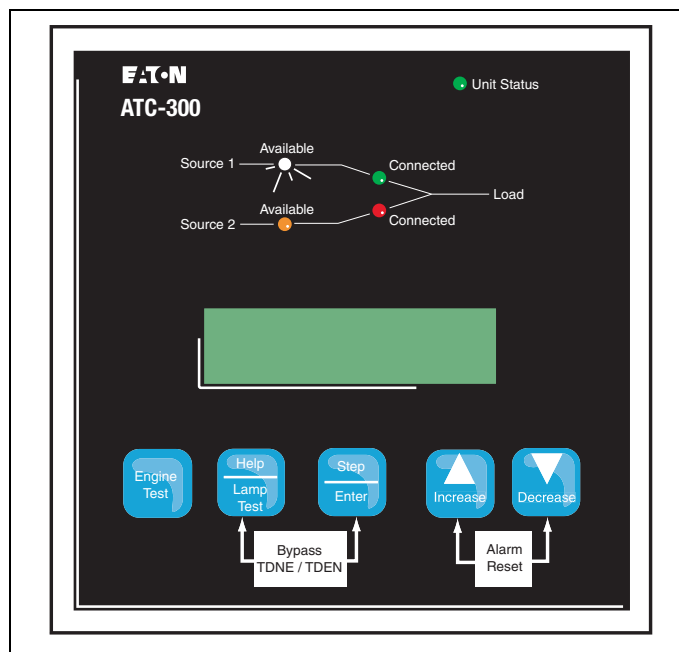 EATON
ATC-300
Unit Status
Available
Source 1
Connected
Load
Available
Source 2
Connected
Engine
Test
Help
Lamp
Test
Step
Enter
Increase
Decrease
Bypass
TDNE / TDEN
Alarm
Reset